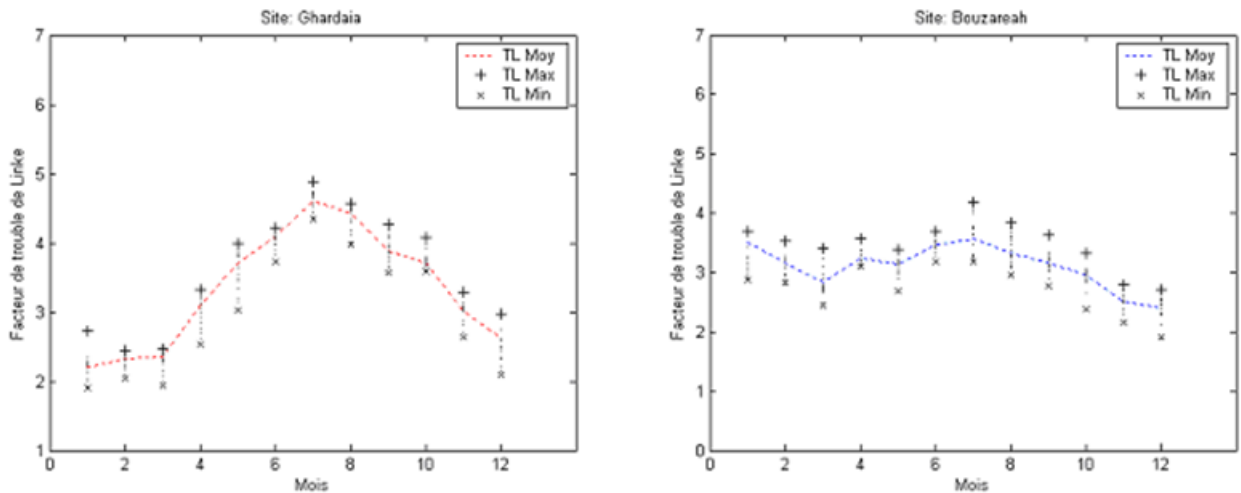 Site: Ghardaia
7
6
5
4
3
2
1
0
2
4
6
8
10
12
Mois
Facteur de trouble de Linke
TL Moy
TL Max
TL Min
Site: Bouzareah
7
6
5
4
3
2
1
0
0
2
4
6
8
10
12
Mois
Facteur de trouble de Linke
TL Moy
TL Max
TL Min